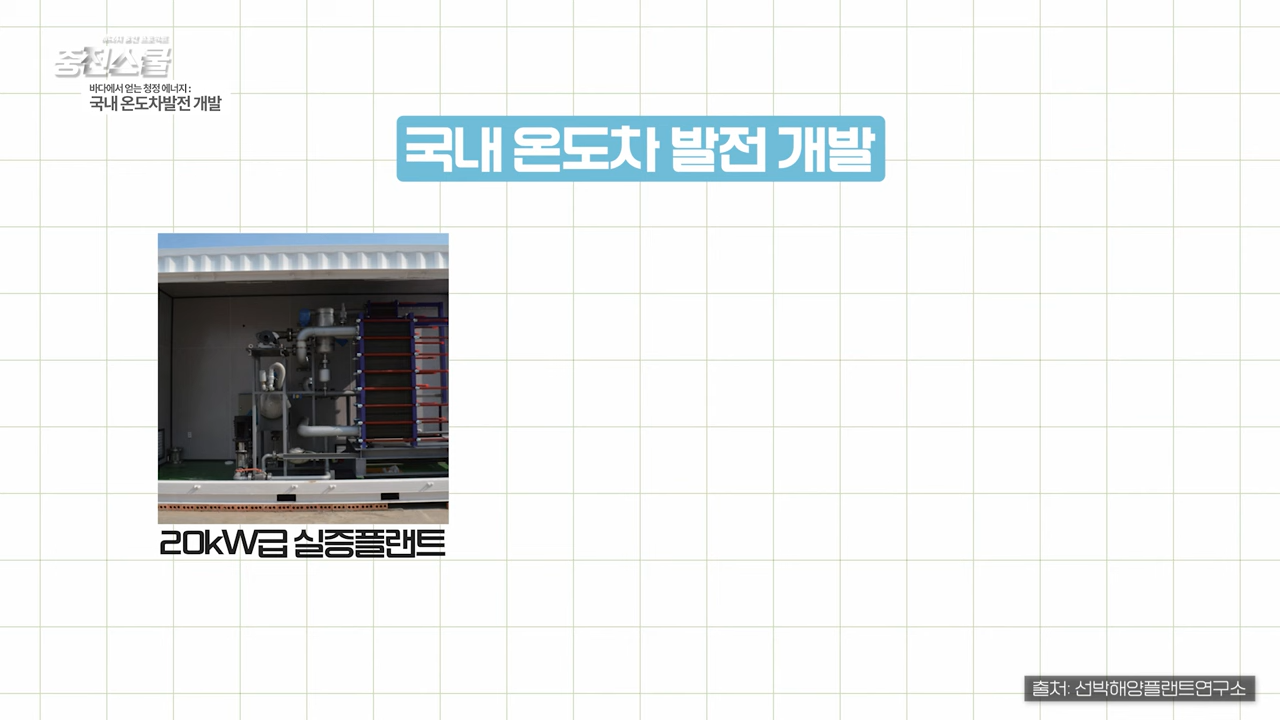 충전스쿨
바다에서 얻는 청정 에너지 :
국내 온도차발전 개발
국내 온도차 발전 개발
20kW급 실증플랜트
출처: 선박해양플랜트연구소